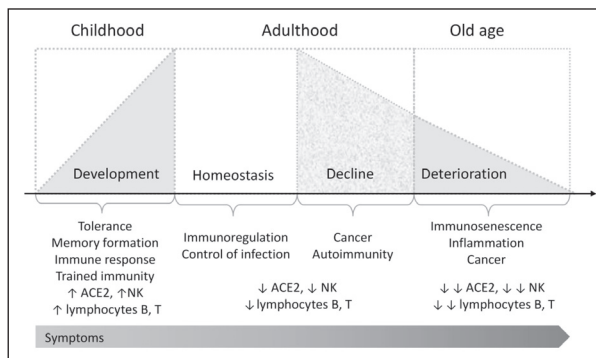 Childhood
Adulthood
Old age
Development
Homeostasis
Decline
Deterioration
Tolerance
Memory formation
Immune response
Trained immunity
↑ ACE2, ↑NK
↑ lymphocytes B, T
Immunoregulation
Control of infection
Cancer
Autoimmunity
↓ ACE2, ↓ NK
↓ lymphocytes B, T
Immunosenescence
Inflammation
Cancer
↓ ↓ ACE2, ↓ ↓ NK
↓ ↓ lymphocytes B, T
Symptoms